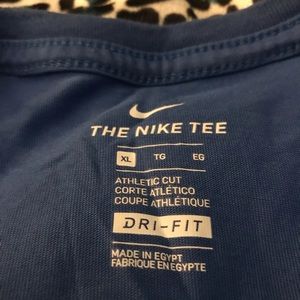 THE NIKE TEE
XL TG EG
ATHLETIC CUT
CORTE ATLÉTICO
COUPE ATHLÉTIQUE
DRI-FIT
MADE IN EGYPT
FABRIQUE EN EGYPTE